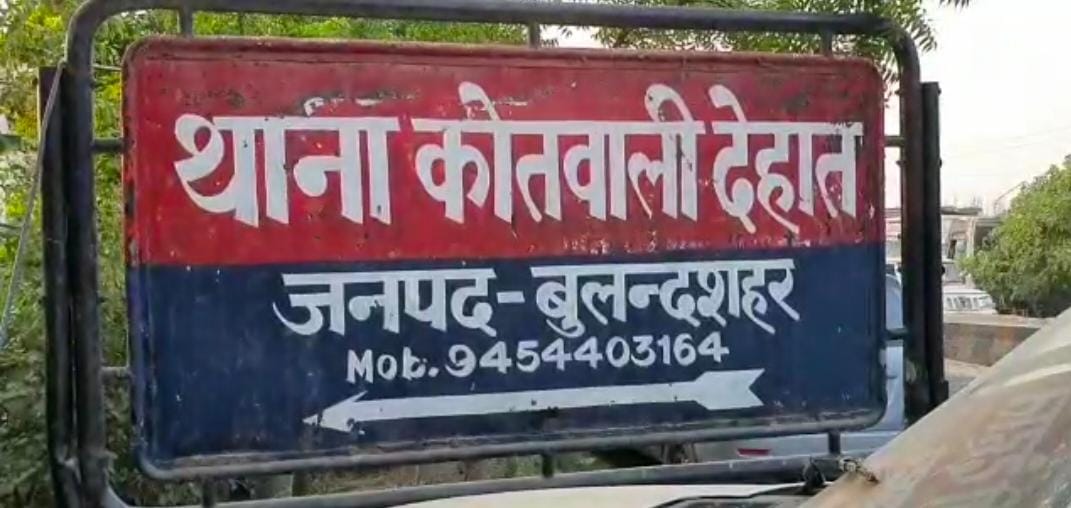 थाना कोतवाली देहात
जनपद-बुलन्दशहर
Mob.9454403164